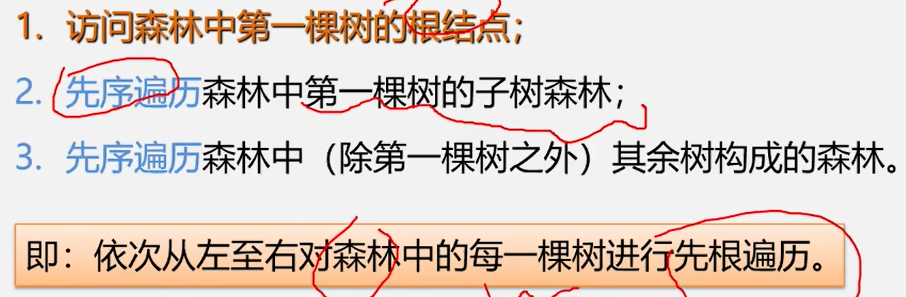 1. 访问森林中第一棵树的根结点；
2. 先序遍历森林中第一棵树的子树森林；
3. 先序遍历森林中（除第一棵树之外）其余树构成的森林。
即：依次从左至右对森林中的每一棵树进行先根遍历。